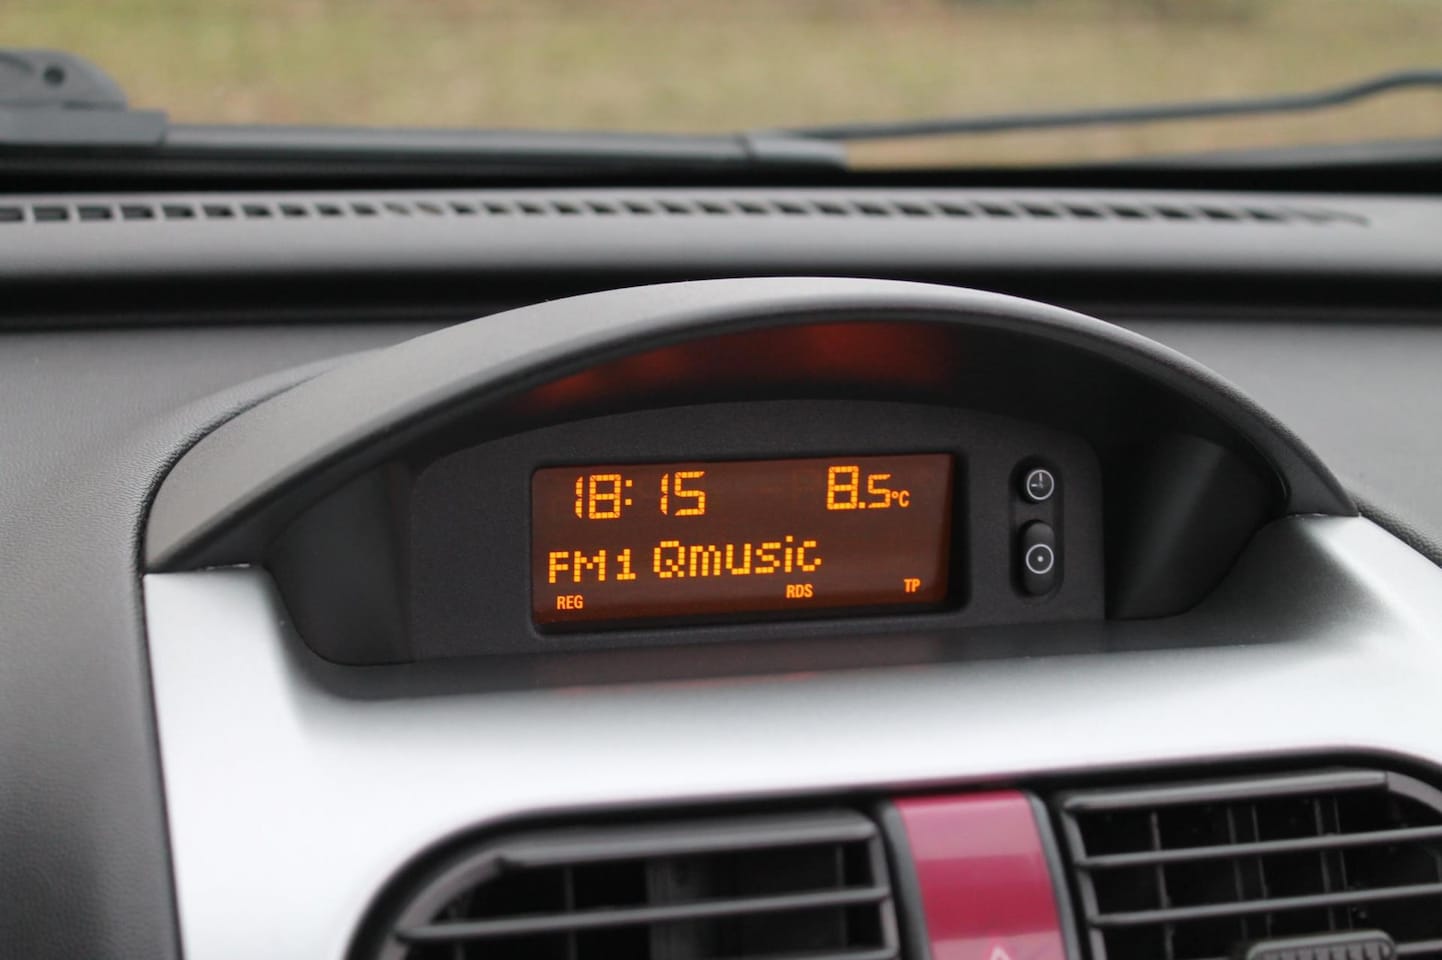 18:15 8.5°C
FM1 Qmusic
REG RDS TP